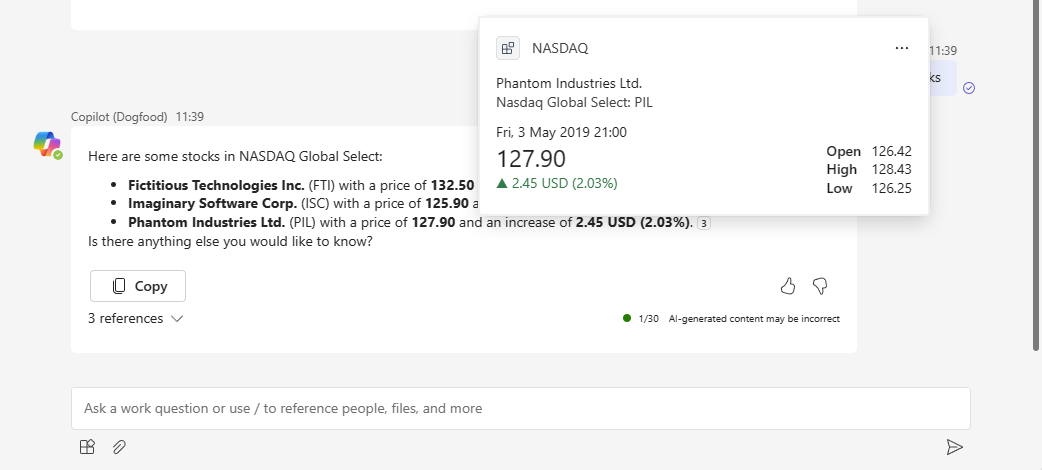 NASDAQ
Phantom Industries Ltd.
Nasdaq Global Select: PIL
Fri, 3 May 2019 21:00
127.90
▲ 2.45 USD (2.03%)
Open 126.42
High 128.43
Low 126.25
11:39
ks
Copilot (Dogfood) 11:39
Here are some stocks in NASDAQ Global Select:
• Fictitious Technologies Inc. (FTI) with a price of 132.50
• Imaginary Software Corp. (ISC) with a price of 125.90 a
• Phantom Industries Ltd. (PIL) with a price of 127.90 and an increase of 2.45 USD (2.03%). 3
Is there anything else you would like to know?
Copy
3 references
1/30 AI-generated content may be incorrect
Ask a work question or use / to reference people, files, and more